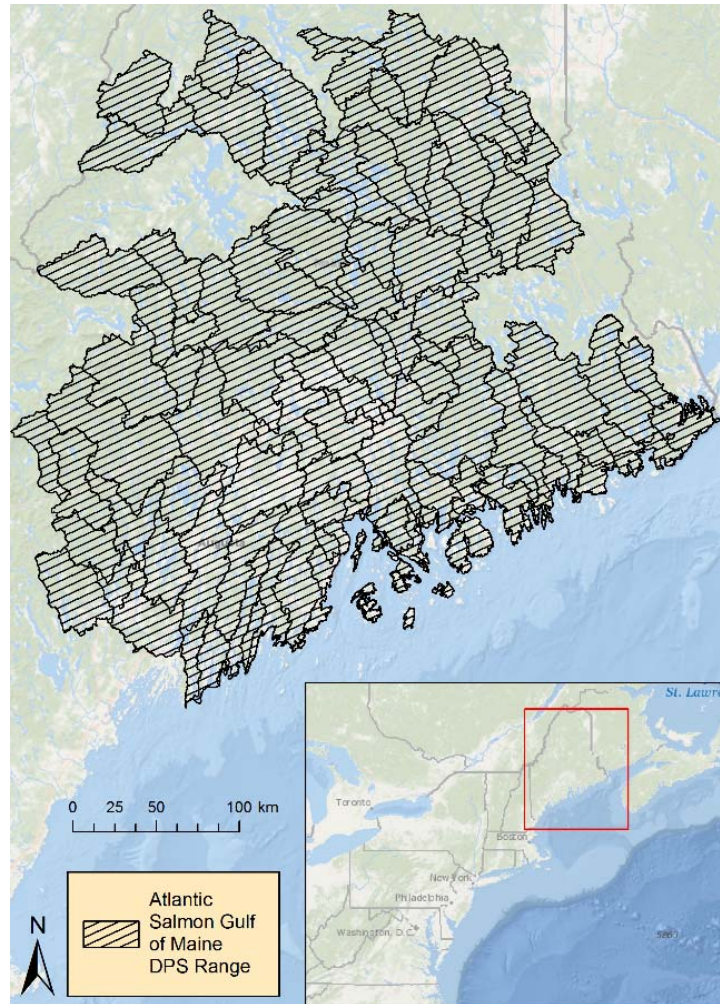 Augusta
0 25 50 100 km
N
Atlantic
Salmon Gulf
of Maine
DPS Range
St. Lawre
Toronto
Boston
New York
Philadelphia
Washington, D.C.